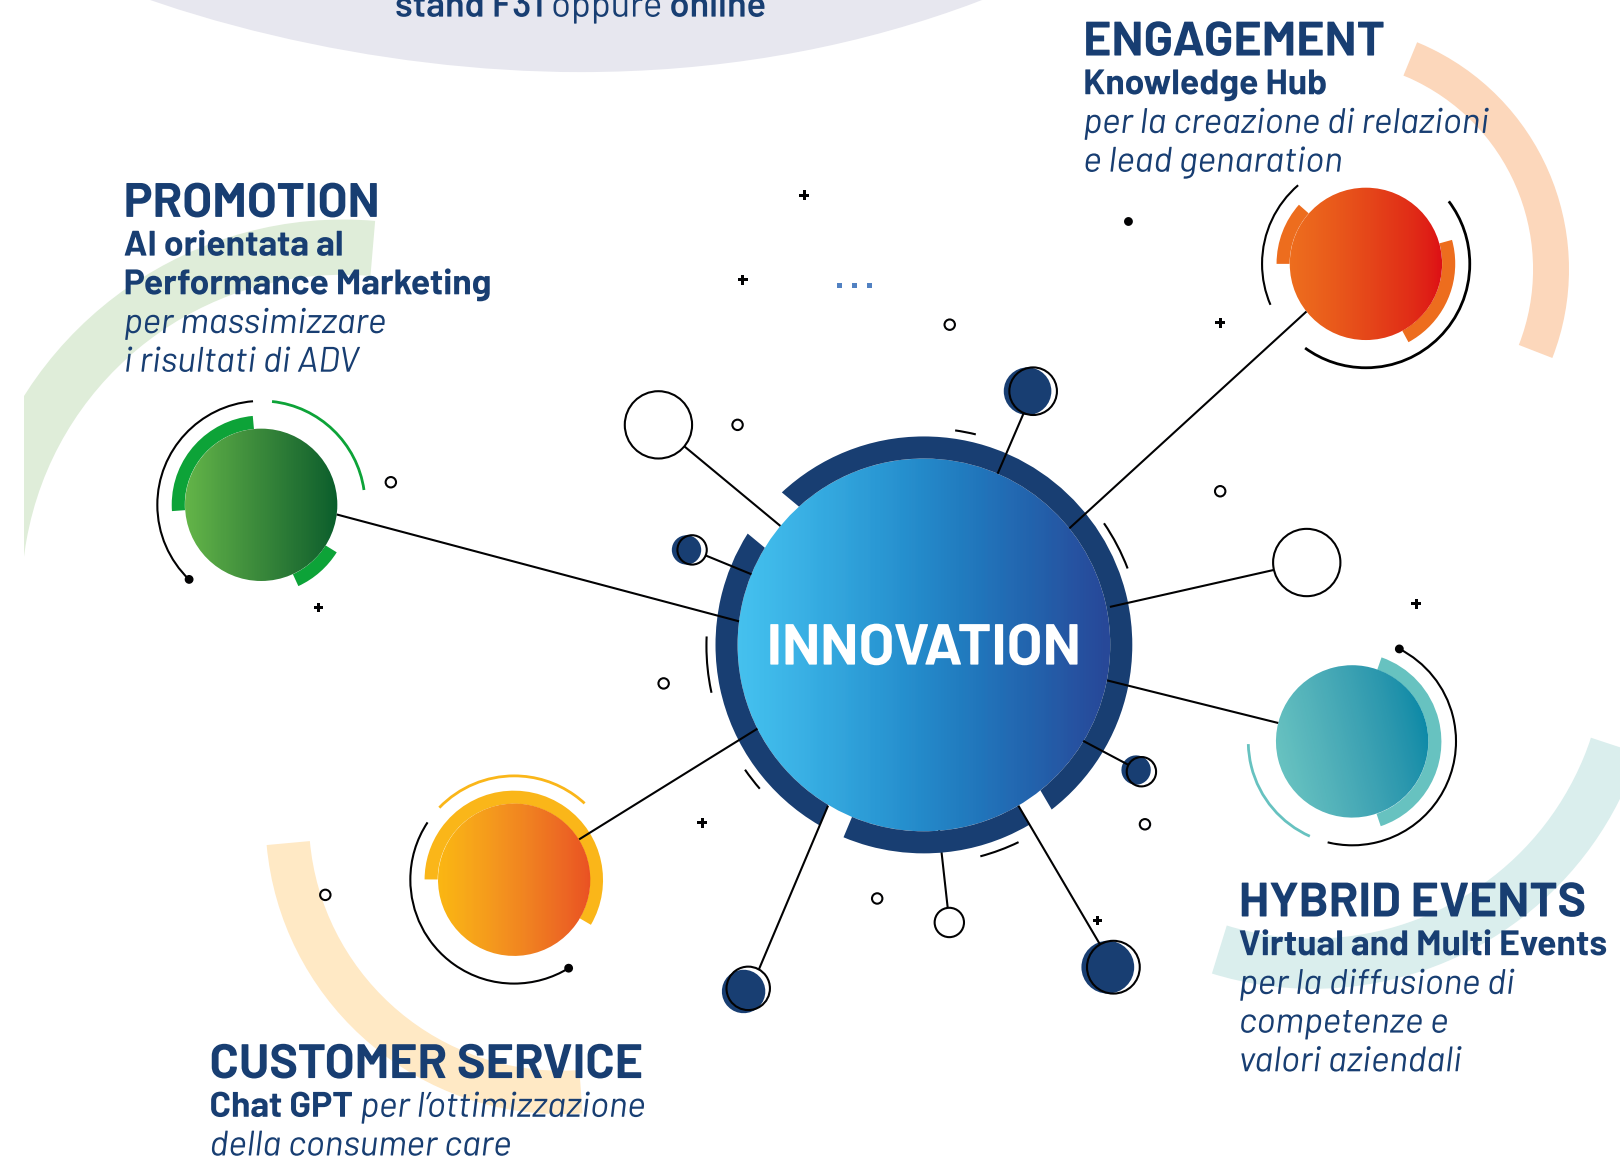 stand F31 oppure online
ENGAGEMENT
Knowledge Hub
per la creazione di relazioni
e lead genaration
PROMOTION
AI orientata al
Performance Marketing
per massimizzare
i risultati di ADV
INNOVATION
HYBRID EVENTS
Virtual and Multi Events
per la diffusione di
competenze e
valori aziendali
CUSTOMER SERVICE
Chat GPT per l’ottimizzazione
della consumer care